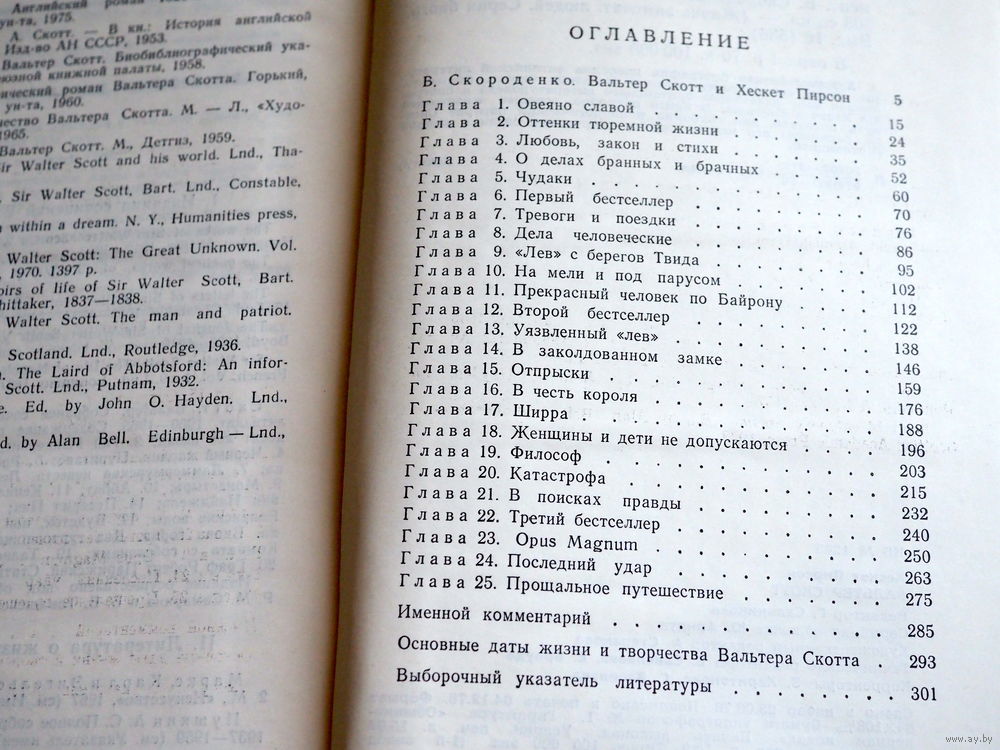 Английский роман
ун-та, 1975.
А. Скотт. — В кн.: История английской
Изд-во АН СССР, 1953.
Вальтер Скотт. Биобиблиографический ука-
юзной книжной палаты, 1958.
ический роман Вальтера Скотта. Горький,
ун-та, 1960.
чество Вальтера Скотта. М. — Л., «Худо-
1965.
Вальтер Скотт. М., Детгиз, 1959.
Sir Walter Scott and his world. Lnd., Tha-
Sir Walter Scott, Bart. Lnd., Constable,
within a dream. N. Y., Humanities press,
Walter Scott: The Great Unknown. Vol.
, 1970. 1397 p.
oirs of life of Sir Walter Scott, Bart.
hittaker, 1837—1838.
Walter Scott. The man and patriot.
Scotland. Lnd., Routledge, 1936.
. The Laird of Abbotsford: An infor-
Scott. Lnd., Putnam, 1932.
e. Ed. by John O. Hayden. Lnd.,
d. by Alan Bell. Edinburgh — Lnd.,
ОГЛАВЛЕНИЕ
В. Скороденко. Вальтер Скотт и Хескет Пирсон 5
Глава 1. Овеяно славой . . . . . . . 15
Глава 2. Оттенки тюремной жизни . . . . . 24
Глава 3. Любовь, закон и стихи . . . . . 35
Глава 4. О делах бранных и брачных . . . . 52
Глава 5. Чудаки . . . . . . . . . 60
Глава 6. Первый бестселлер . . . . . . 70
Глава 7. Тревоги и поездки . . . . . . 76
Глава 8. Дела человеческие . . . . . . 86
Глава 9. «Лев» с берегов Твида . . . . . 95
Глава 10. На мели и под парусом . . . . . 102
Глава 11. Прекрасный человек по Байрону . . . 112
Глава 12. Второй бестселлер . . . . . . 122
Глава 13. Уязвленный «лев» . . . . . . 138
Глава 14. В заколдованном замке . . . . . 146
Глава 15. Отпрыски . . . . . . . . 159
Глава 16. В честь короля . . . . . . . 176
Глава 17. Ширра . . . . . . . . . 188
Глава 18. Женщины и дети не допускаются . . . 196
Глава 19. Философ . . . . . . . . 203
Глава 20. Катастрофа . . . . . . . . 215
Глава 21. В поисках правды . . . . . . 232
Глава 22. Третий бестселлер . . . . . . 240
Глава 23. Opus Magnum . . . . . . . 250
Глава 24. Последний удар . . . . . . . 263
Глава 25. Прощальное путешествие . . . . . 275
Именной комментарий . . . . . . . . 285
Основные даты жизни и творчества Вальтера Скотта . 293
Выборочный указатель литературы . . . . . 301
www.ay.by